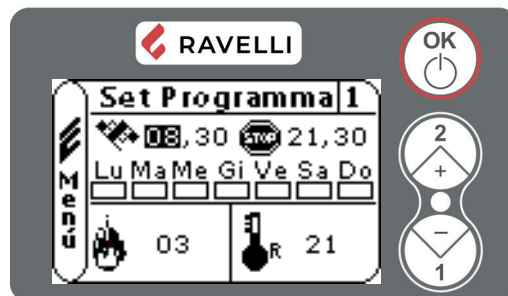 RAVELLI
OK
Set Programma 1
08,30 STOP 21,30
Lu Ma Me Gi Ve Sa Do
Menú
03
R 21
2
+
−
1